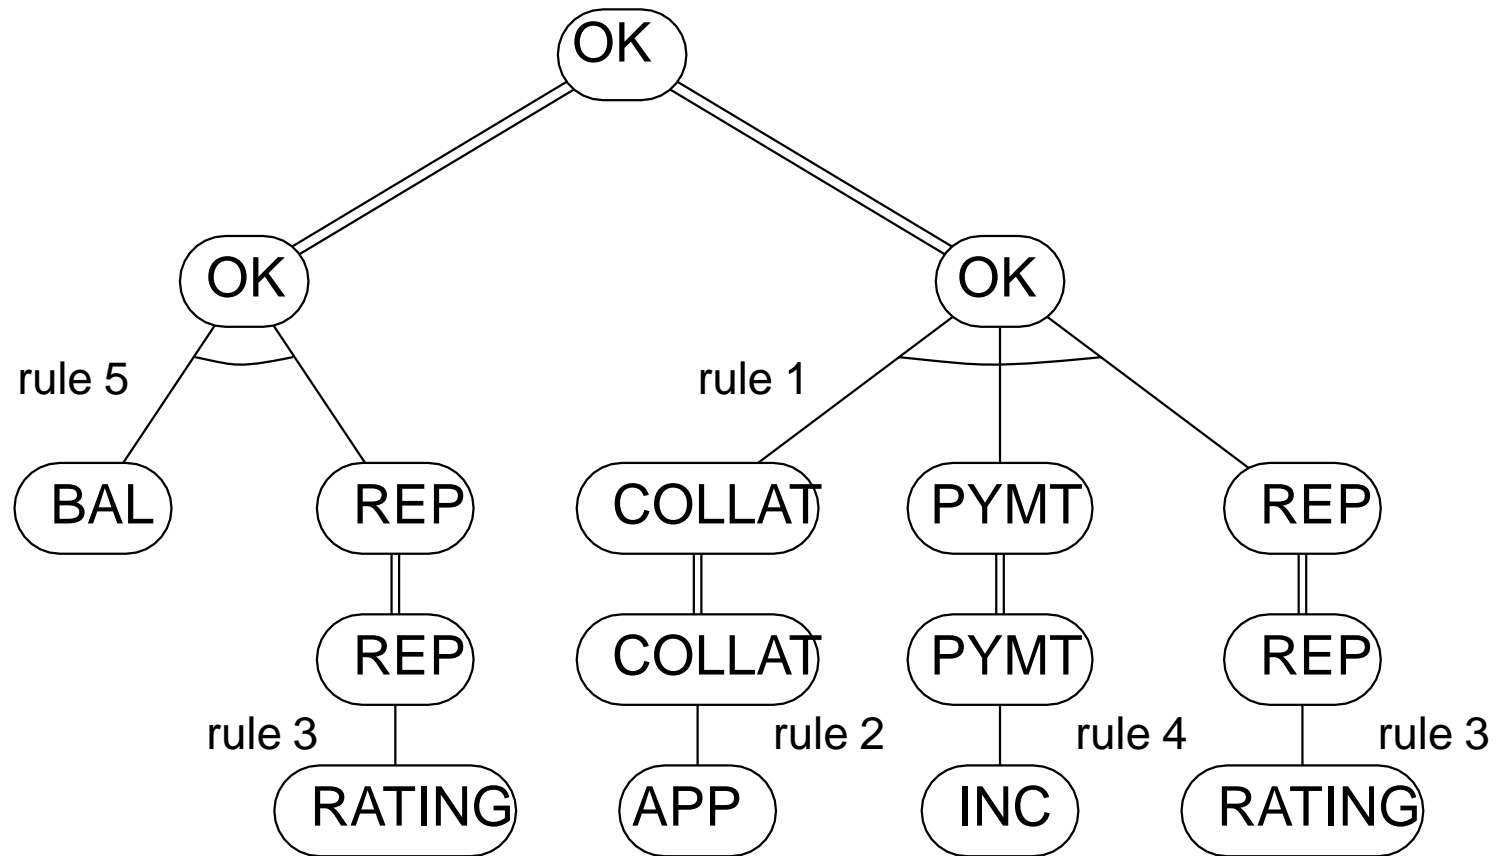 OK
OK
OK
rule 5
rule 1
BAL
REP
COLLAT
PYMT
REP
REP
COLLAT
PYMT
REP
rule 3
rule 2
rule 4
rule 3
RATING
APP
INC
RATING